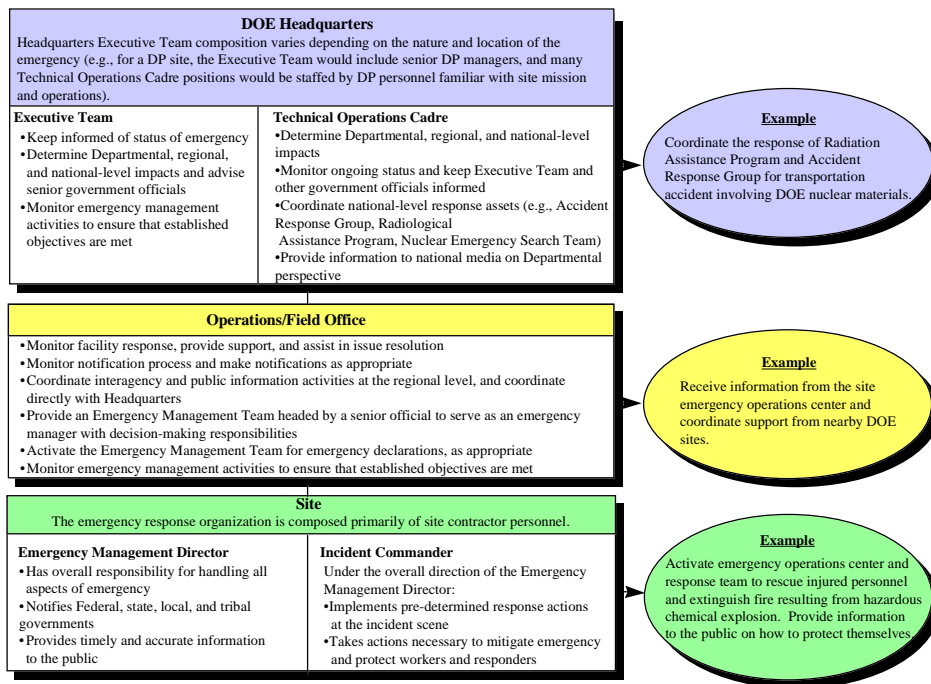 DOE Headquarters
Headquarters Executive Team composition varies depending on the nature and location of the
emergency (e.g., for a DP site, the Executive Team would include senior DP managers, and many
Technical Operations Cadre positions would be staffed by DP personnel familiar with site mission
and operations).
Executive Team
•Keep informed of status of emergency
•Determine Departmental, regional,
and national-level impacts and advise
senior government officials
•Monitor emergency management
activities to ensure that established
objectives are met
Technical Operations Cadre
•Determine Departmental, regional, and national-level
impacts
•Monitor ongoing status and keep Executive Team and
other government officials informed
•Coordinate national-level response assets (e.g., Accident
Response Group, Radiological
Assistance Program, Nuclear Emergency Search Team)
•Provide information to national media on Departmental
perspective
Example
Coordinate the response of Radiation
Assistance Program and Accident
Response Group for transportation
accident involving DOE nuclear materials.
Operations/Field Office
•Monitor facility response, provide support, and assist in issue resolution
•Monitor notification process and make notifications as appropriate
•Coordinate interagency and public information activities at the regional level, and coordinate
directly with Headquarters
•Provide an Emergency Management Team headed by a senior official to serve as an emergency
manager with decision-making responsibilities
•Activate the Emergency Management Team for emergency declarations, as appropriate
•Monitor emergency management activities to ensure that established objectives are met
Example
Receive information from the site
emergency operations center and
coordinate support from nearby DOE
sites.
Site
The emergency response organization is composed primarily of site contractor personnel.
Emergency Management Director
•Has overall responsibility for handling all
aspects of emergency
•Notifies Federal, state, local, and tribal
governments
•Provides timely and accurate information
to the public
Incident Commander
Under the overall direction of the Emergency
Management Director:
•Implements pre-determined response actions
at the incident scene
•Takes actions necessary to mitigate emergency
and protect workers and responders
Example
Activate emergency operations center and
response team to rescue injured personnel
and extinguish fire resulting from hazardous
chemical explosion.  Provide information
to the public on how to protect themselves.